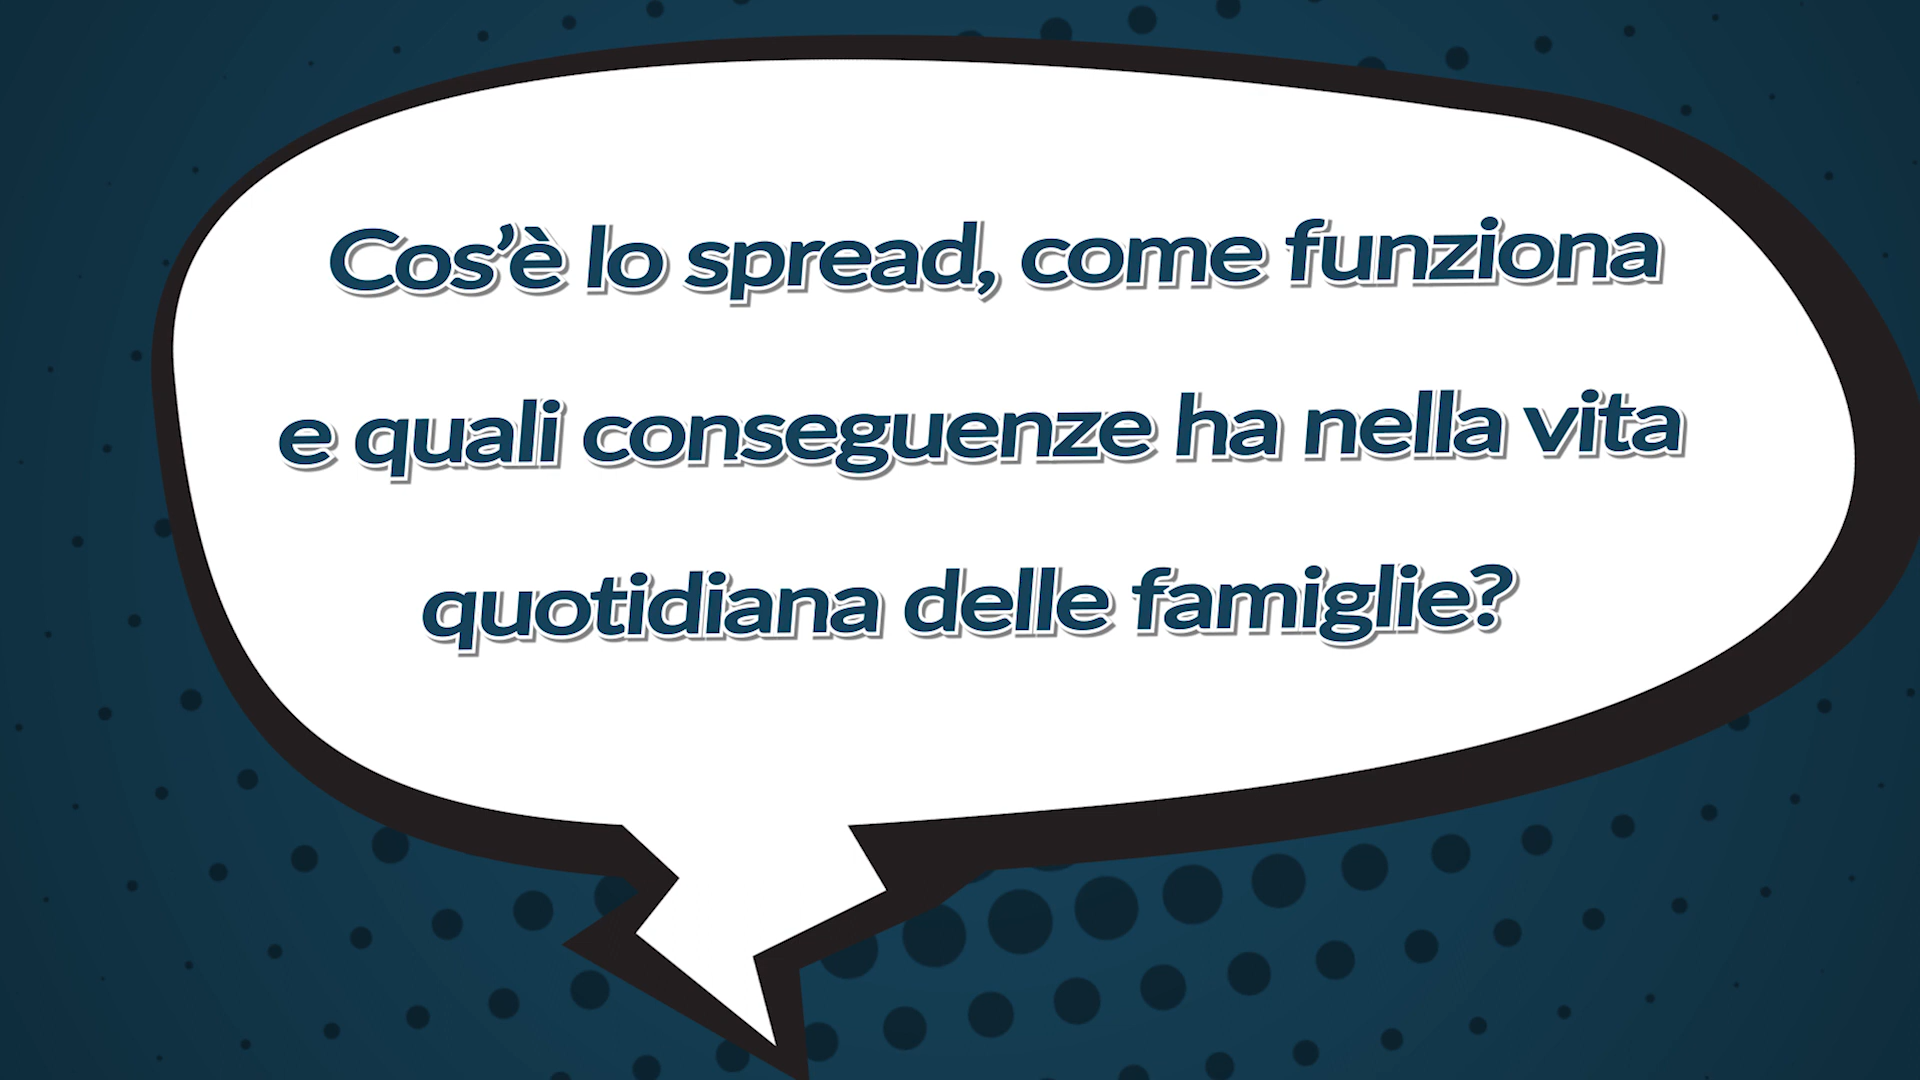 Cos’è lo spread, come funziona
e quali conseguenze ha nella vita
quotidiana delle famiglie?